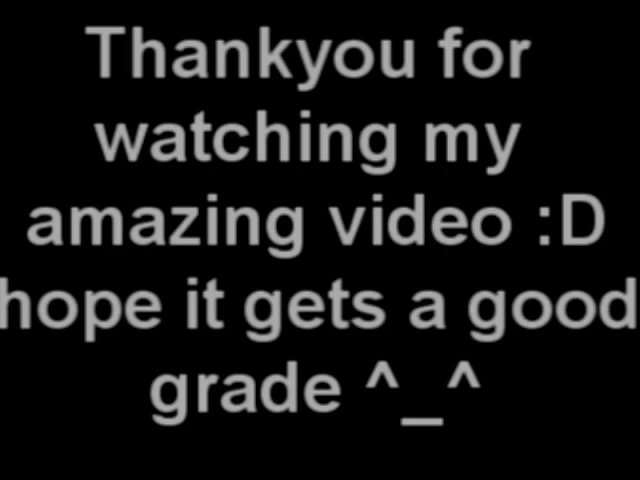 Thankyou for
watching my
amazing video :D
hope it gets a good
grade ^_^